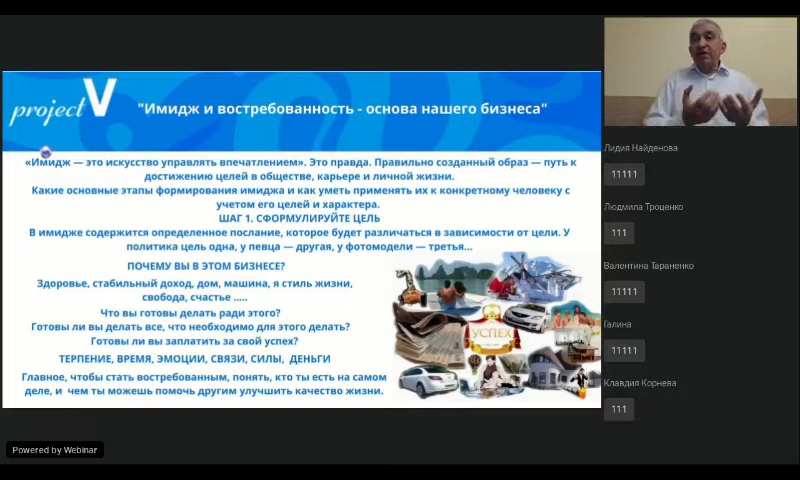 project V
"Имидж и востребованность - основа нашего бизнеса"
«Имидж — это искусство управлять впечатлением». Это правда. Правильно созданный образ — путь к
достижению целей в обществе, карьере и личной жизни.
Какие основные этапы формирования имиджа и как уметь применять их к конкретному человеку с
учетом его целей и характера.
ШАГ 1. СФОРМУЛИРУЙТЕ ЦЕЛЬ
В имидже содержится определенное послание, которое будет различаться в зависимости от цели. У
политика цель одна, у певца — другая, у фотомодели — третья...
ПОЧЕМУ ВЫ В ЭТОМ БИЗНЕСЕ?
Здоровье, стабильный доход, дом, машина, я стиль жизни,
свобода, счастье .....
Что вы готовы делать ради этого?
Готовы ли вы делать все, что необходимо для этого делать?
Готовы ли вы заплатить за свой успех?
ТЕРПЕНИЕ, ВРЕМЯ, ЭМОЦИИ, СВЯЗИ, СИЛЫ, ДЕНЬГИ
Главное, чтобы стать востребованным, понять, кто ты есть на самом
деле, и чем ты можешь помочь другим улучшить качество жизни.
УСПЕХ
Лидия Найденова
11111
Людмила Троценко
111
Валентина Тараненко
11111
Галина
11111
Клавдия Корнева
111
Powered by Webinar